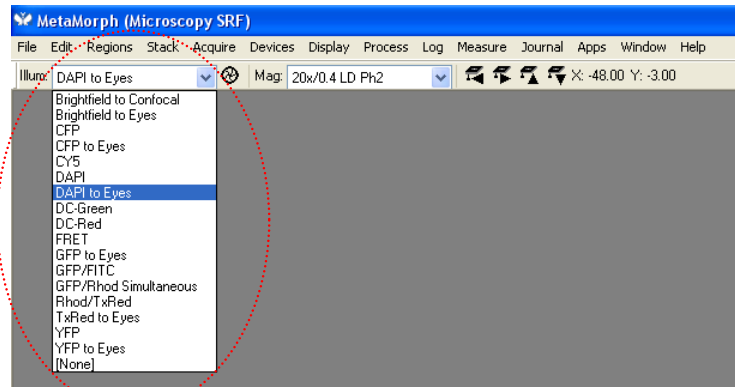 MetaMorph (Microscopy SRF)
File Edit Regions Stack Acquire Devices Display Process Log Measure Journal Apps Window Help
Illum: DAPI to Eyes Mag: 20x/0.4 LD Ph2 X: -48.00 Y: -3.00
Brightfield to Confocal
Brightfield to Eyes
CFP
CFP to Eyes
CY5
DAPI
DAPI to Eyes
DC-Green
DC-Red
FRET
GFP to Eyes
GFP/FITC
GFP/Rhod Simultaneous
Rhod/TxRed
TxRed to Eyes
YFP
YFP to Eyes
[None]